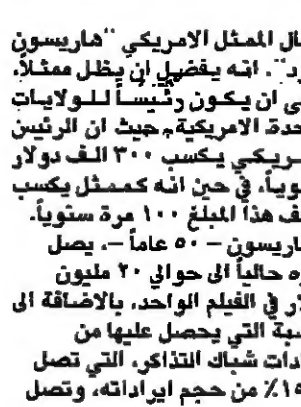 ال الممثل الامريكي "هاريسون
د". انه يفضل ان يظل ممثلاً،
ى ان يكون رئيساً للولايات
حدة الامريكية، حيث ان الرئيس
ريكي يكسب ٣٠٠ الف دولار
وياً، في حين انه كممثل يكسب
ف هذا المبلغ ١٠٠ مرة سنوياً.
اريسون – ٥٠ عاماً –، يصل
ره حالياً الى حوالي ٢٠ مليون
ر في الفيلم الواحد، بالاضافة الى
سبة التي يحصل عليها من
دات شباك التذاكر، التي تصل
١٥٪ من حجم ايراداته، وتصل